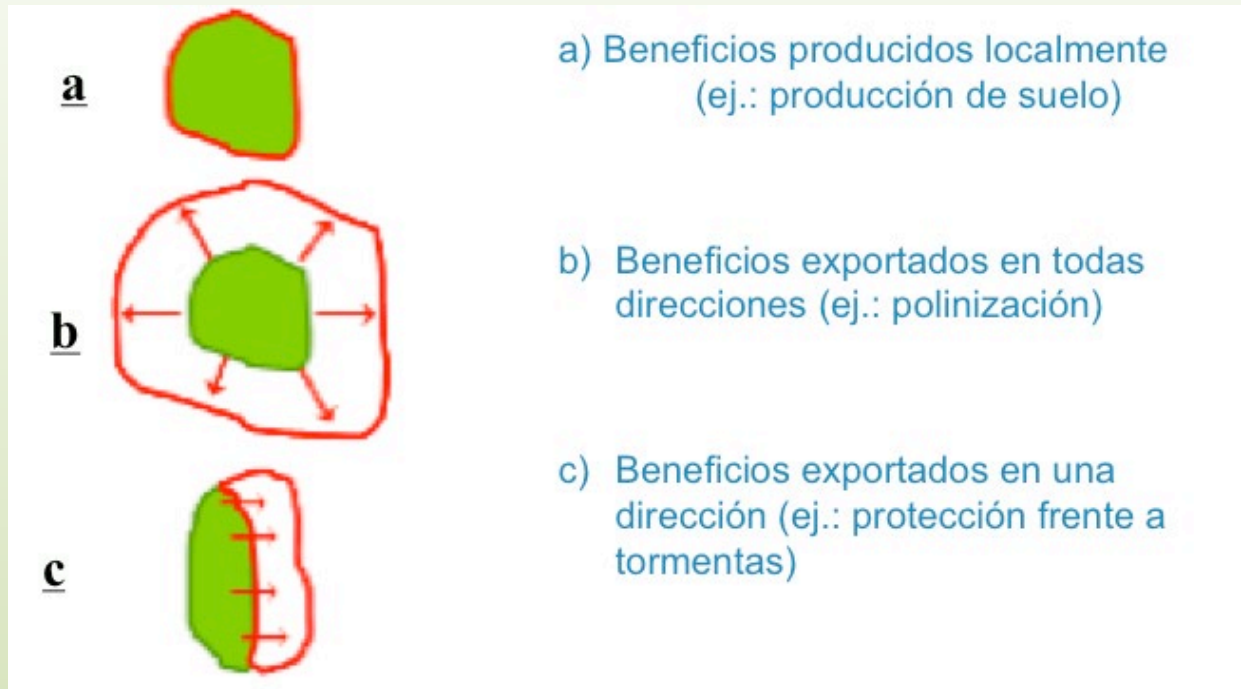 a
a) Beneficios producidos localmente
(ej.: producción de suelo)
b
b) Beneficios exportados en todas
direcciones (ej.: polinización)
c
c) Beneficios exportados en una
dirección (ej.: protección frente a
tormentas)